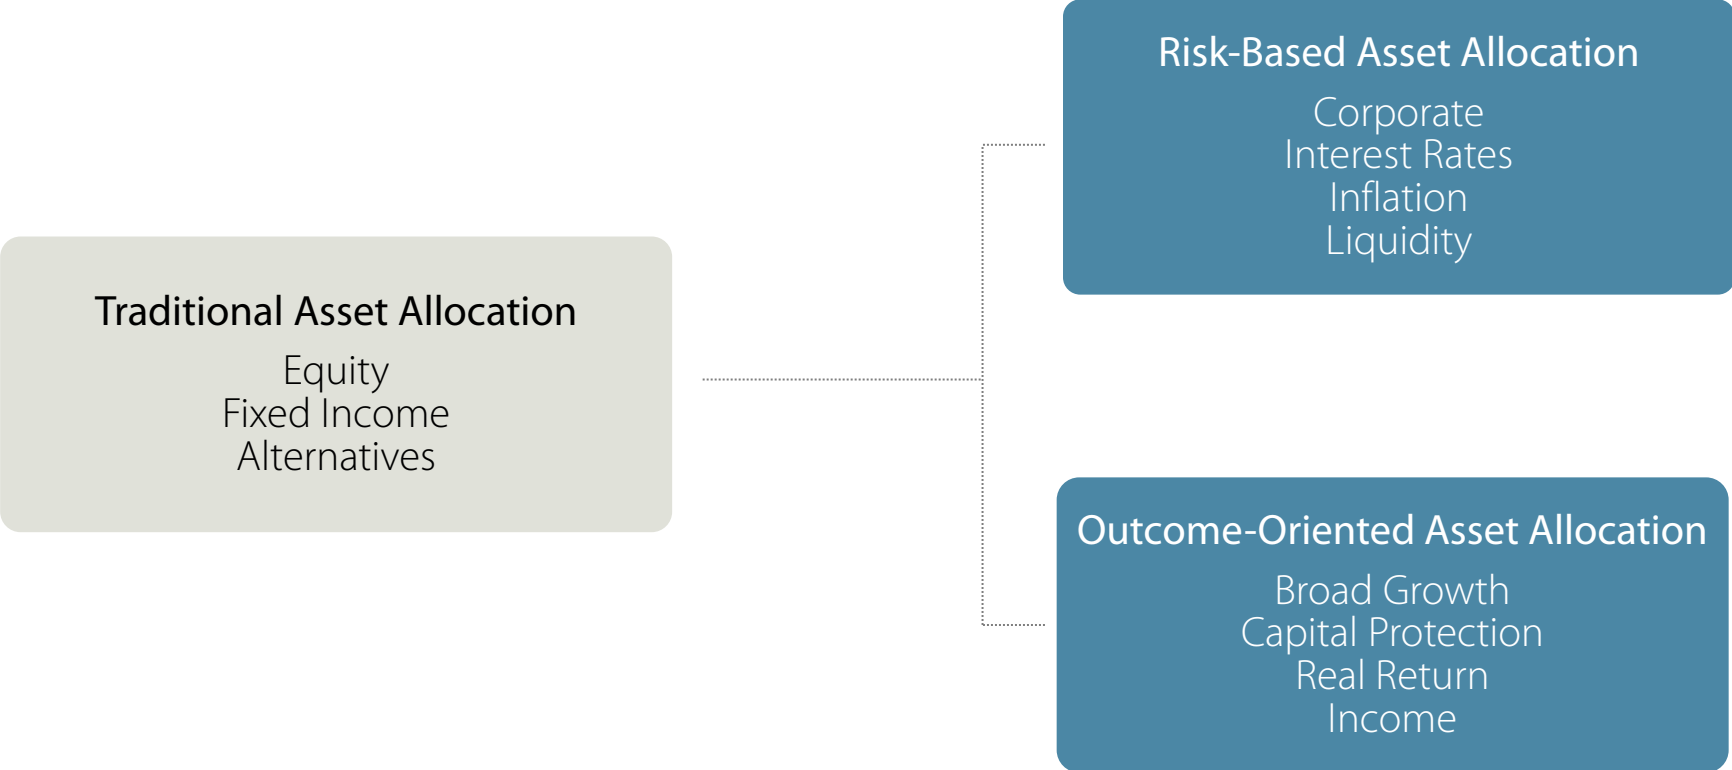 Risk-Based Asset Allocation
Corporate
Interest Rates
Inflation
Liquidity
Traditional Asset Allocation
Equity
Fixed Income
Alternatives
Outcome-Oriented Asset Allocation
Broad Growth
Capital Protection
Real Return
Income